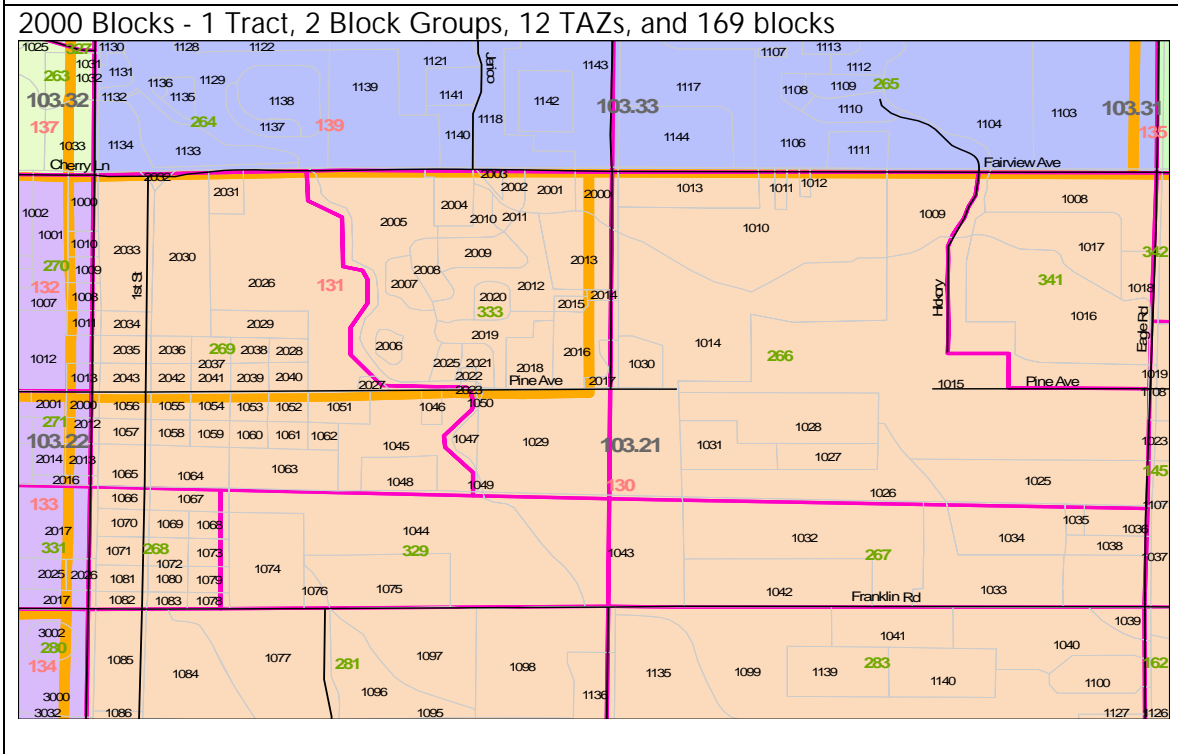 2000 Blocks - 1 Tract, 2 Block Groups, 12 TAZs, and 169 blocks
1025 327 1130 1128 1122 1121 Jerico 1143 1107 1113
263 1031 1032 1131 1136 1129 1139 1112
1132 1135 1138 1141 1142 1117 1108 1109 265
103.32 264 1137 139 1118 103.33 1110 1104 1103 103.31
137 1134 1133 1140 1144 1106 1111 135
1033
Cherry Ln Fairview Ave
2032 2031 2003 2002 2001 2000 1013 1011 1012 1008
1002 1000 2005 2004 2010 2011 1010 1009
1001 1010 2033 2030 2009 2013 1017 342
270 1009 2026 131 2008 2012 341
132 1008 1st St 2007 2020 2014 Hickory 1018
1007 333 2015 1016
1011 2034 2029 2019 Eagle Rd
1012 2035 2036 269 2038 2028 2006 2016 1014 266
2037 2025 2021 2018 1030
1013 2043 2042 2041 2039 2040 2027 2022 Pine Ave 2017 1015 Pine Ave 1019
2023 1108
2001 2000 1056 1055 1054 1053 1052 1051 1046 1050
271 2012 1057 1058 1059 1060 1061 1062 1047 1028
103.22 1045 1029 103.21 1031 1023
2014 2013 1065 1064 1063 1027 145
2016 1048 1049 130 1026 1025
133 1066 1067 1107
2017 1070 1069 1068 1044 1032 1035 1036
331 1071 268 1073 329 1043 267 1034 1038 1037
1072 1074
2025 2026 1081 1080 1079 1076 1075 1042 1033
2017 1082 1083 1078 Franklin Rd
3002 1041 1039
280 1085 1077 281 1097 1098 1040
134 1084 1135 1099 1139 283 162
1096 1140 1100
3000 1136
3032 1086 1095 1127 1126